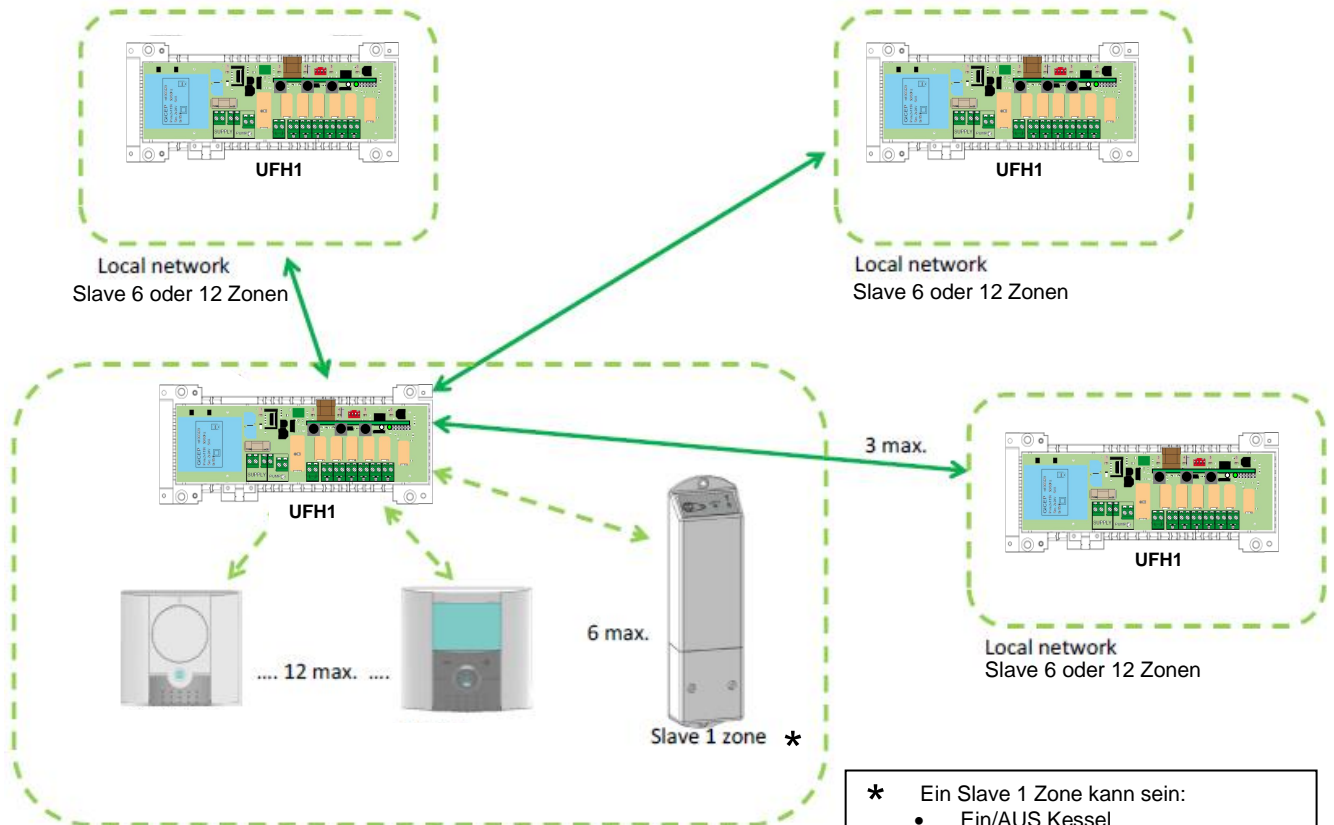 UFH1
UFH1
Local network
Slave 6 oder 12 Zonen
Local network
Slave 6 oder 12 Zonen
3 max.
UFH1
UFH1
6 max.
.... 12 max. ....
Local network
Slave 6 oder 12 Zonen
Slave 1 zone *
* Ein Slave 1 Zone kann sein:
• Ein/AUS Kessel